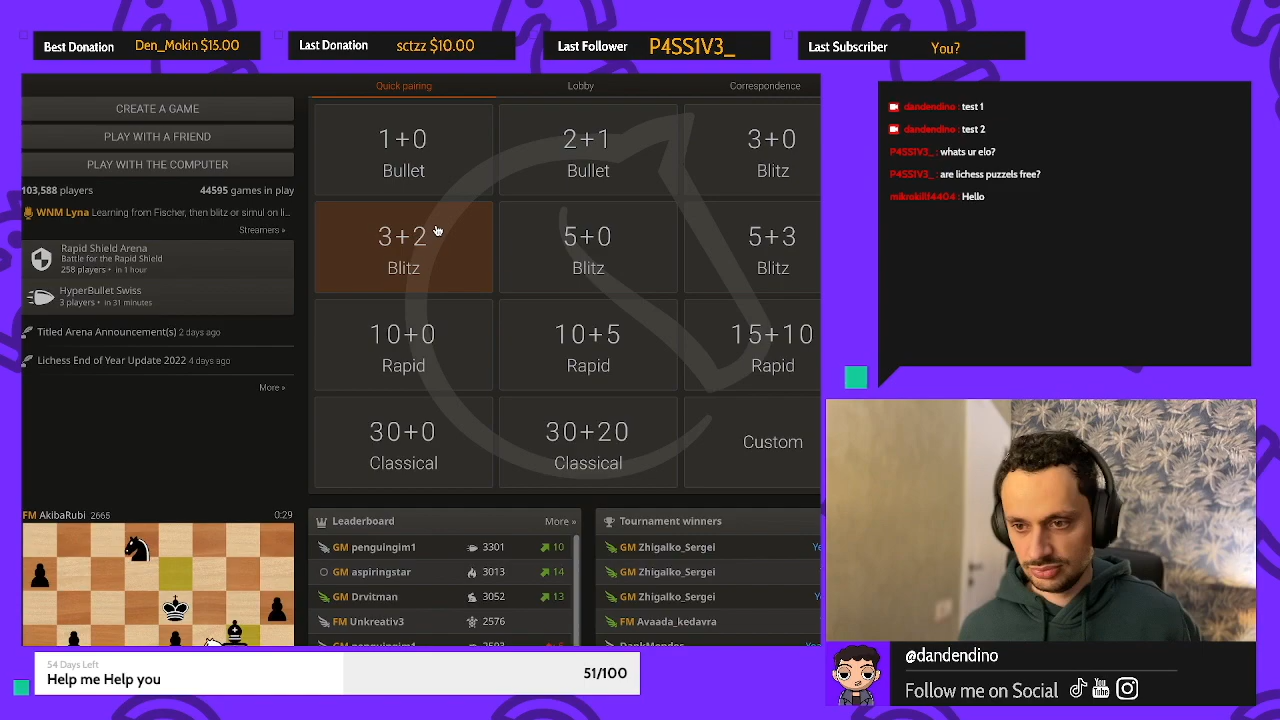 Best Donation Den_Mokin $15.00
Last Donation sctzz $10.00
Last Follower P4SS1V3_
Last Subscriber You?
Quick pairing Lobby Correspondence
CREATE A GAME
PLAY WITH A FRIEND
PLAY WITH THE COMPUTER
103,588 players 44595 games in play
WNM Lyna Learning from Fischer, then blitz or simul on li...
Streamers »
Rapid Shield Arena
Battle for the Rapid Shield
258 players • in 1 hour
HyperBullet Swiss
3 players • in 31 minutes
Titled Arena Announcement(s) 2 days ago
Lichess End of Year Update 2022 4 days ago
More »
1+0
Bullet
2+1
Bullet
3+0
Blitz
3+2
Blitz
5+0
Blitz
5+3
Blitz
10+0
Rapid
10+5
Rapid
15+10
Rapid
30+0
Classical
30+20
Classical
Custom
dandendino : test 1
dandendino : test 2
P4SS1V3_ : whats ur elo?
P4SS1V3_ : are lichess puzzels free?
mikrokillf4404 : Hello
FM AkibaRubi 2665 0:29
Leaderboard More »
GM penguingim1 3301 10
GM aspiringstar 3013 14
GM Drvitman 3052 13
FM Unkreativ3 2576
Tournament winners
GM Zhigalko_Sergei
GM Zhigalko_Sergei
GM Zhigalko_Sergei
FM Avaada_kedavra
54 Days Left
Help me Help you
51/100
@dandendino
Follow me on Social
You
Tube